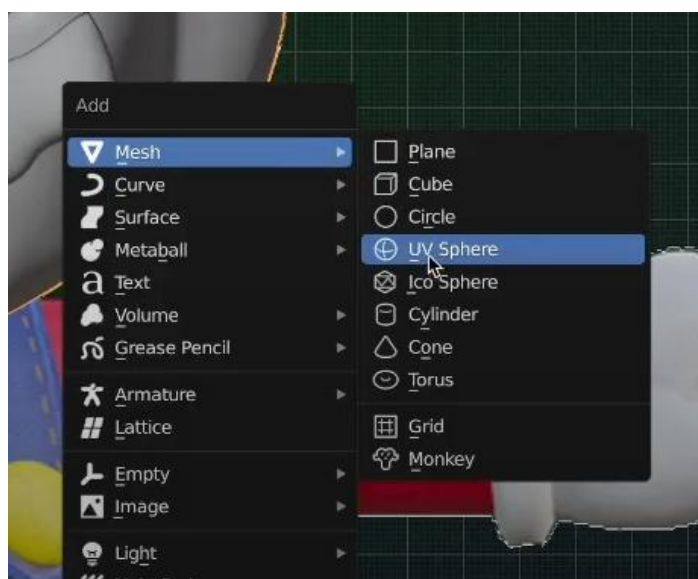 Add
Mesh
Curve
Surface
Metaball
Text
Volume
Grease Pencil
Armature
Lattice
Empty
Image
Light
Plane
Cube
Circle
UV Sphere
Ico Sphere
Cylinder
Cone
Torus
Grid
Monkey